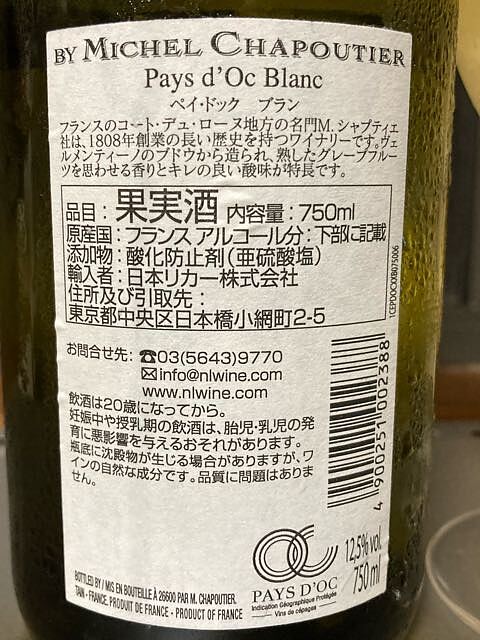 BY MICHEL CHAPOUTIER
Pays d'Oc Blanc
ペイ・ドック ブラン
フランスのコート・デュ・ローヌ地方の名門M. シャプティエ
社は、1808年創業の長い歴史を持つワイナリーです。ヴェ
ルメンティーノのブドウから造られ、熟したグレープフルー
ツを思わせる香りとキレの良い酸味が特長です。
品目：果実酒 内容量：750ml
原産国：フランス アルコール分：下部に記載
添加物：酸化防止剤（亜硫酸塩）
輸入者：日本リカー株式会社
住所及び引取先：
東京都中央区日本橋小網町2-5
1CEPDOCXXB075006
お問合せ先：☎03(5643)9770
✉info@nlwine.com
www.nlwine.com
飲酒は20歳になってから。
妊娠中や授乳期の飲酒は、胎児・乳児の発
育に悪影響を与えるおそれがあります。
瓶底に沈殿物が生じる場合がありますが、ワ
インの自然な成分です。品質に問題はありま
せん。
4 900251 002388
BOTTLED BY / MIS EN BOUTEILLE À 26600 PAR M. CHAPOUTIER.
TAIN - FRANCE. PRODUIT DE FRANCE - PRODUCT OF FRANCE
PAYS D'OC
Indication Géographique Protégée
Vins de cépages
12,5% vol.
750 ml